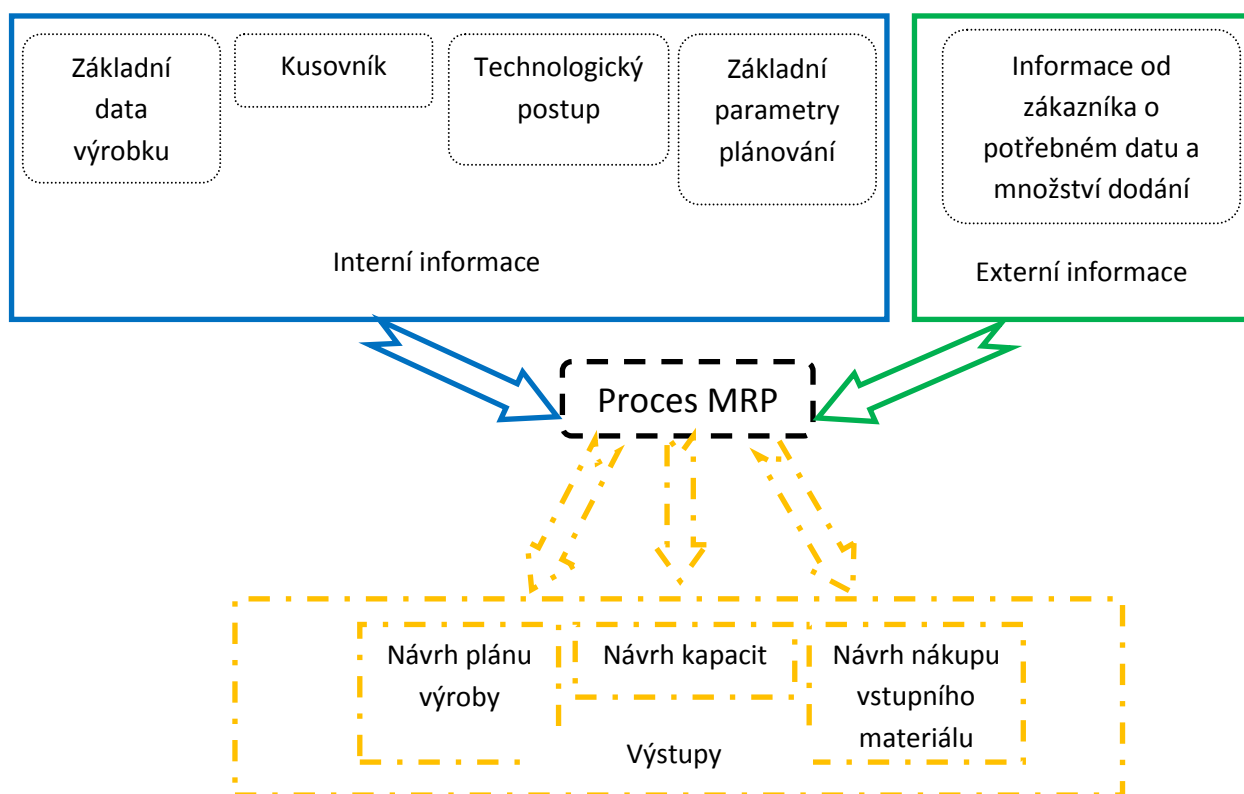 Základní
data
výrobku
Kusovník
Technologický
postup
Základní
parametry
plánování
Interní informace
Informace od
zákazníka o
potřebném datu a
množství dodání
Externí informace
Proces MRP
Návrh plánu
výroby
Návrh kapacit
Návrh nákupu
vstupního
materiálu
Výstupy